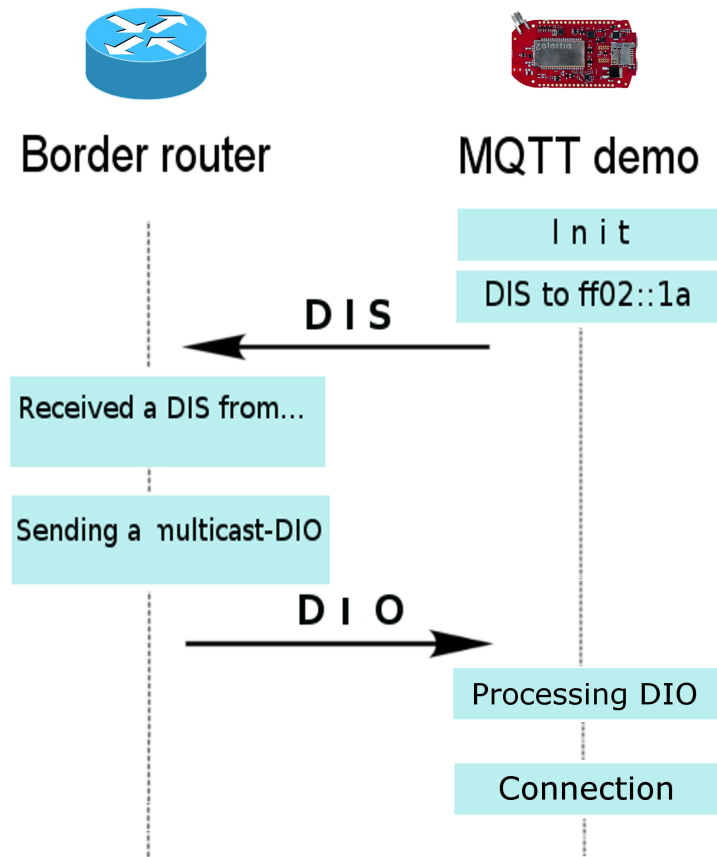 Zolertia
Border router
MQTT demo
Init
DIS to ff02::1a
DIS
Received a DIS from...
Sending a multicast-DIO
DIO
Processing DIO
Connection